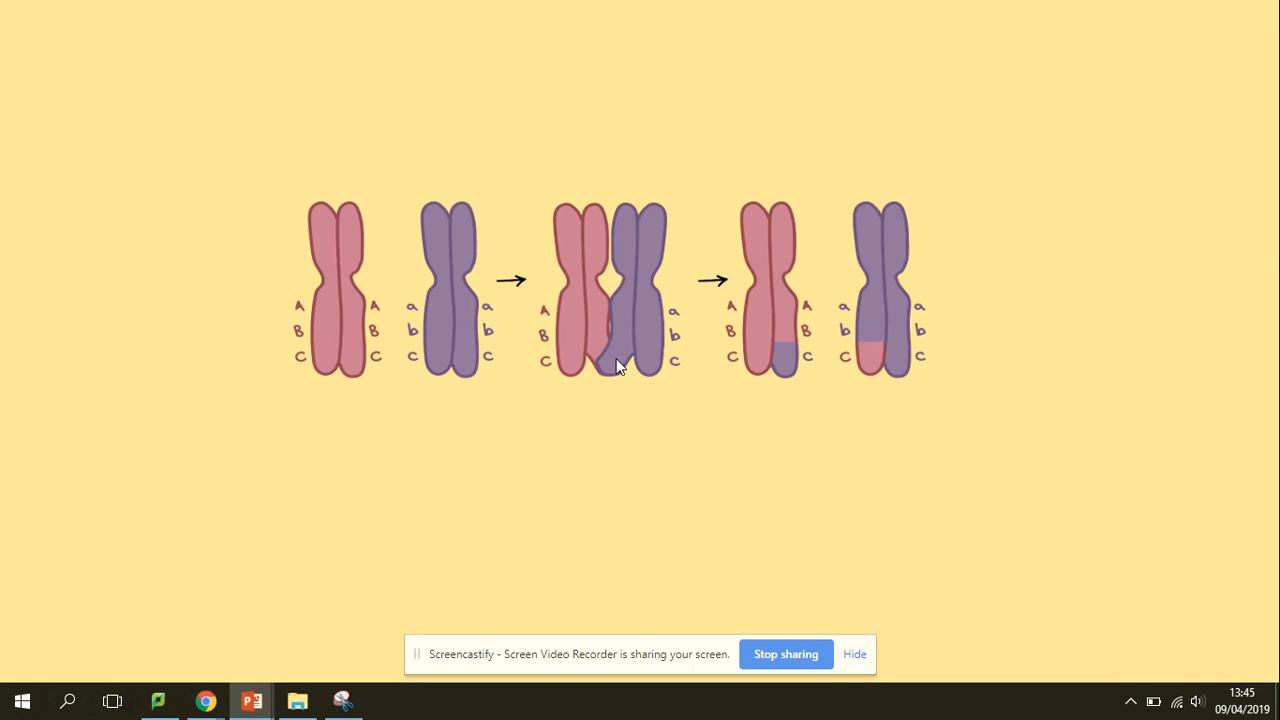 A A a a A a A A a a
B B b b B b B B b b
C C c c C c C c C c
Screencastify - Screen Video Recorder is sharing your screen. Stop sharing Hide
13:45
09/04/2019